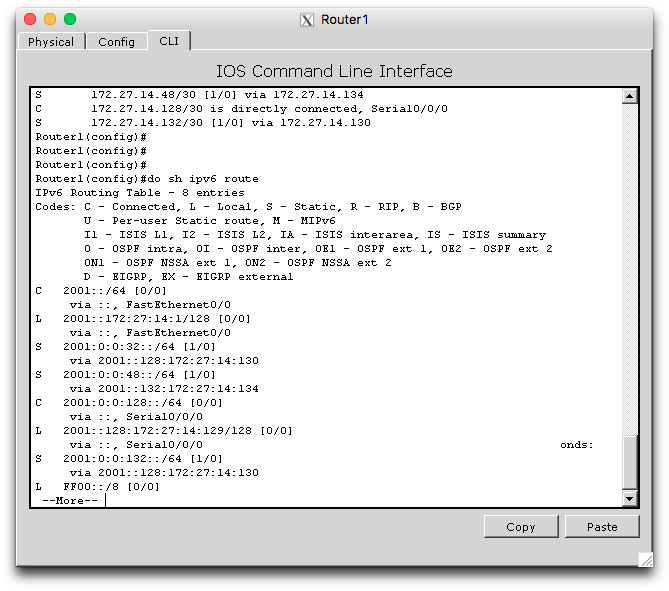 Router1
Physical Config CLI
IOS Command Line Interface
S 172.27.14.48/30 [1/0] via 172.27.14.134
C 172.27.14.128/30 is directly connected, Serial0/0/0
S 172.27.14.132/30 [1/0] via 172.27.14.130
Router1(config)#
Router1(config)#
Router1(config)#
Router1(config)#do sh ipv6 route
IPv6 Routing Table - 8 entries
Codes: C - Connected, L - Local, S - Static, R - RIP, B - BGP
U - Per-user Static route, M - MIPv6
I1 - ISIS L1, I2 - ISIS L2, IA - ISIS interarea, IS - ISIS summary
O - OSPF intra, OI - OSPF inter, OE1 - OSPF ext 1, OE2 - OSPF ext 2
ON1 - OSPF NSSA ext 1, ON2 - OSPF NSSA ext 2
D - EIGRP, EX - EIGRP external
C 2001::/64 [0/0]
via ::, FastEthernet0/0
L 2001::172:27:14:1/128 [0/0]
via ::, FastEthernet0/0
S 2001:0:0:32::/64 [1/0]
via 2001::128:172:27:14:130
S 2001:0:0:48::/64 [1/0]
via 2001::132:172:27:14:134
C 2001:0:0:128::/64 [0/0]
via ::, Serial0/0/0
L 2001::128:172:27:14:129/128 [0/0]
via ::, Serial0/0/0 onds:
S 2001:0:0:132::/64 [1/0]
via 2001::128:172:27:14:130
L FF00::/8 [0/0]
--More--
Copy Paste